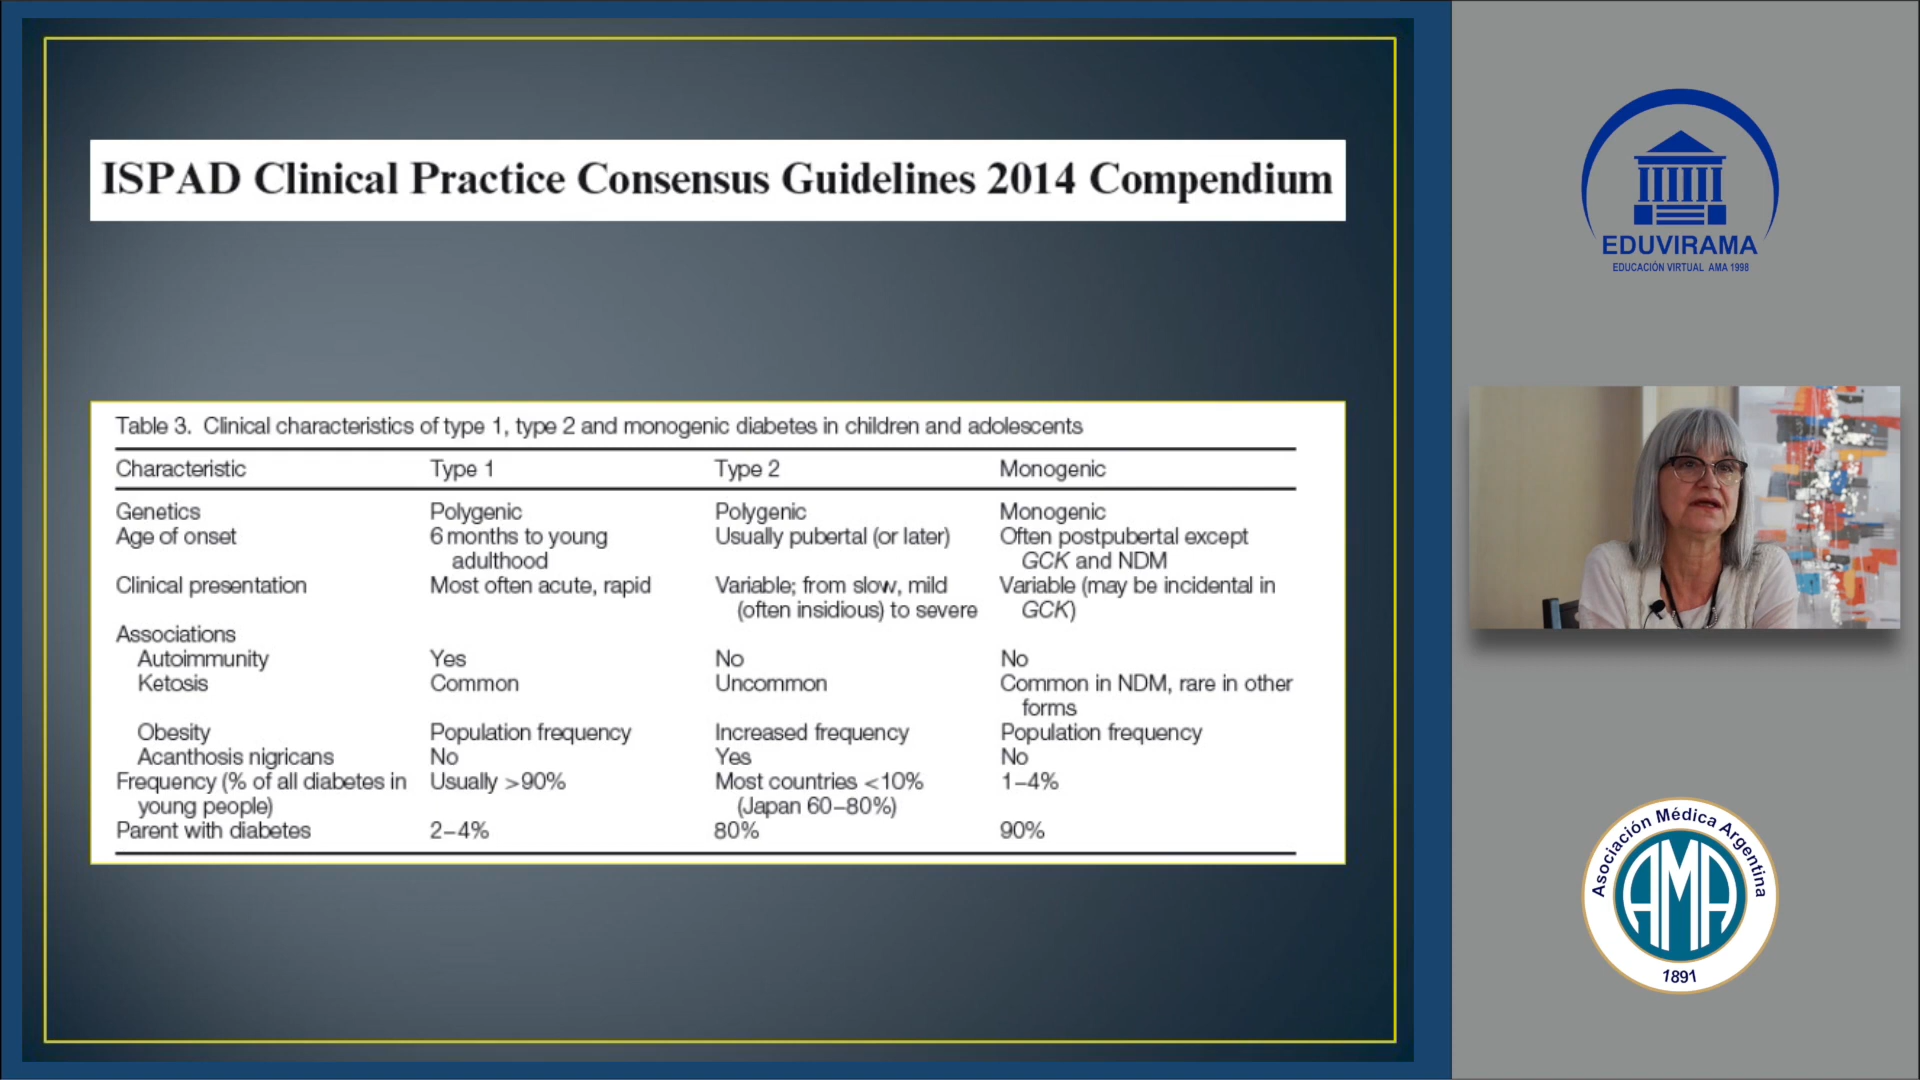 ISPAD Clinical Practice Consensus Guidelines 2014 Compendium
Table 3. Clinical characteristics of type 1, type 2 and monogenic diabetes in children and adolescents
Characteristic Type 1 Type 2 Monogenic
Genetics Polygenic Polygenic Monogenic
Age of onset 6 months to young Usually pubertal (or later) Often postpubertal except
adulthood GCK and NDM
Clinical presentation Most often acute, rapid Variable; from slow, mild Variable (may be incidental in
(often insidious) to severe GCK)
Associations
Autoimmunity Yes No No
Ketosis Common Uncommon Common in NDM, rare in other
forms
Obesity Population frequency Increased frequency Population frequency
Acanthosis nigricans No Yes No
Frequency (% of all diabetes in Usually >90% Most countries <10% 1–4%
young people) (Japan 60–80%)
Parent with diabetes 2–4% 80% 90%
EDUVIRAMA
EDUCACIÓN VIRTUAL AMA 1998
Asociación Médica Argentina
AMA
1891